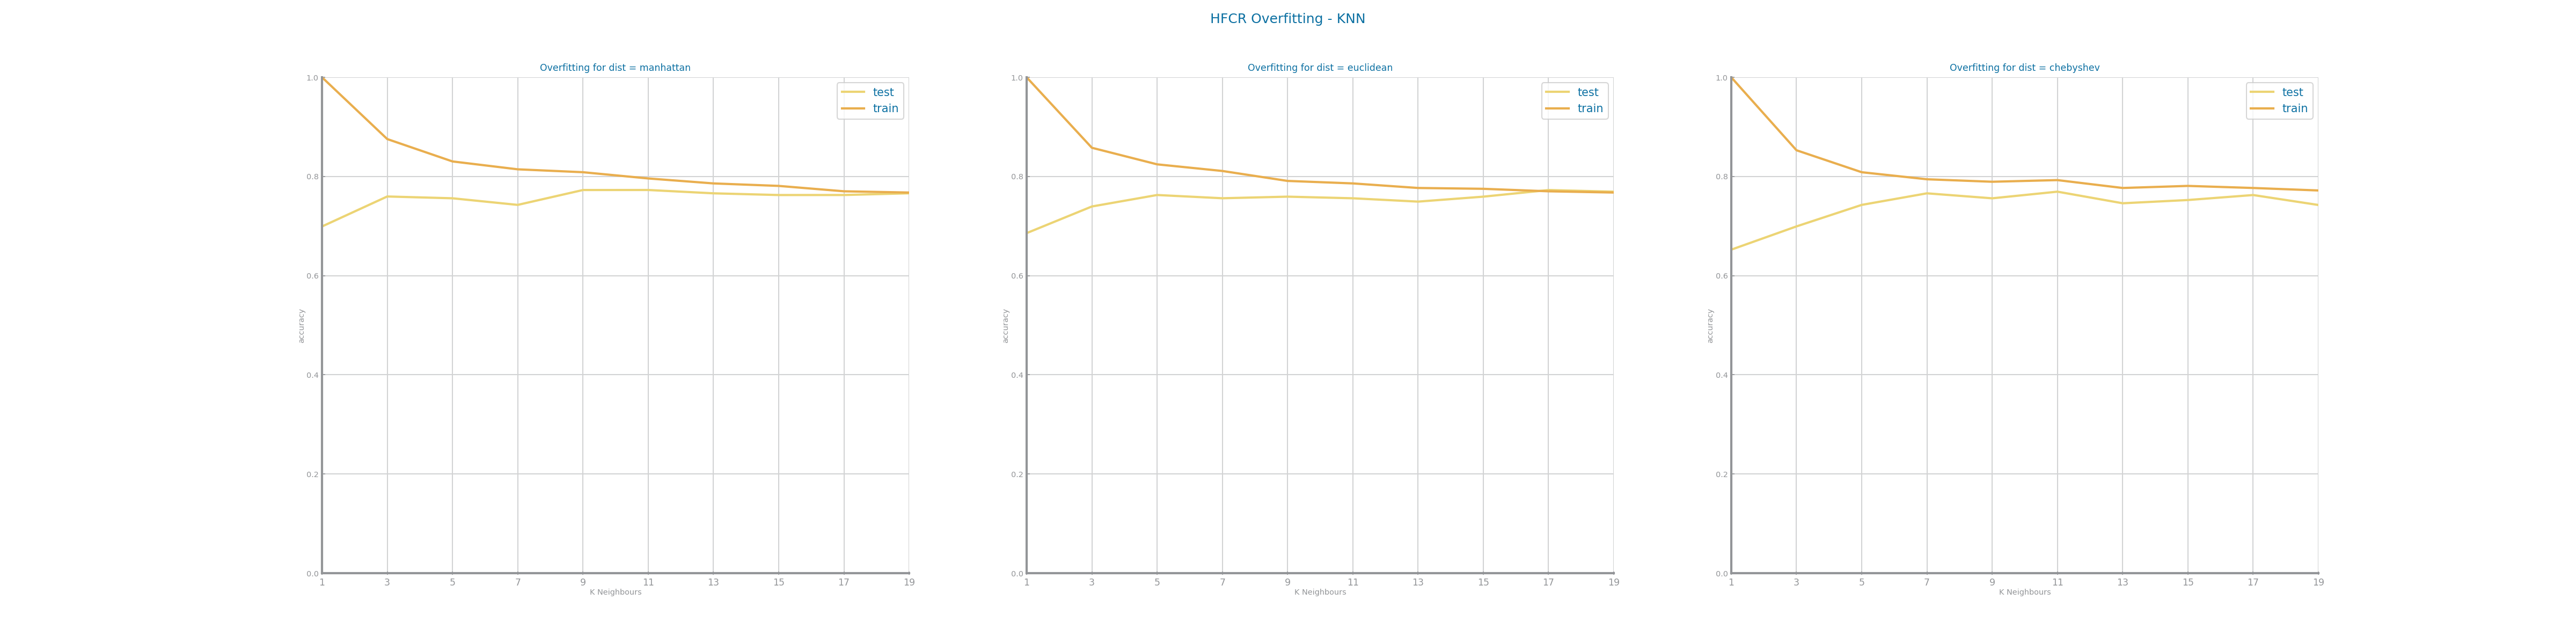 HFCR Overfitting - KNN
Overfitting for dist = manhattan
1.0
0.8
0.6
0.4
0.2
0.0
accuracy
test
train
1 3 5 7 9 11 13 15 17 19
K Neighbours
Overfitting for dist = euclidean
1.0
0.8
0.6
0.4
0.2
0.0
accuracy
test
train
1 3 5 7 9 11 13 15 17 19
K Neighbours
Overfitting for dist = chebyshev
1.0
0.8
0.6
0.4
0.2
0.0
accuracy
test
train
1 3 5 7 9 11 13 15 17 19
K Neighbours